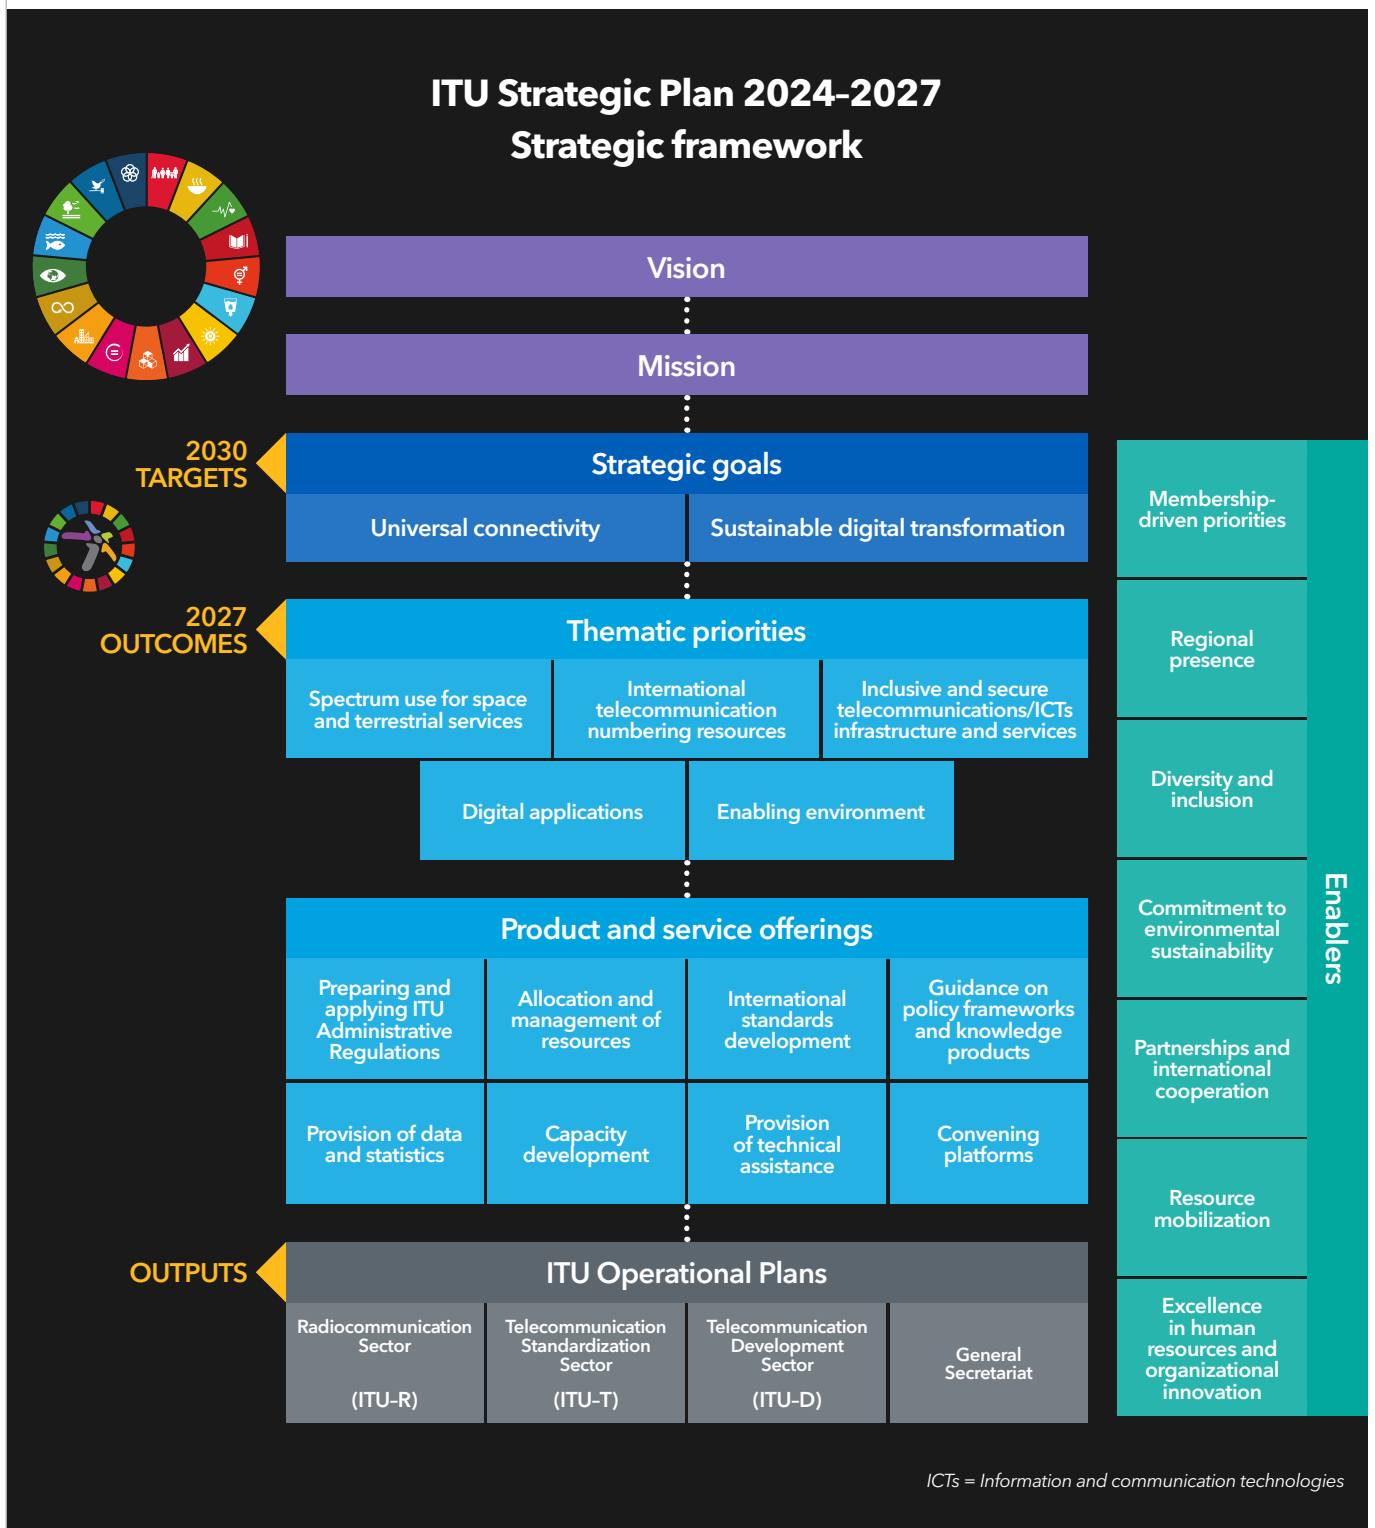 ITU Strategic Plan 2024–2027
Strategic framework
Vision
Mission
2030
TARGETS
Strategic goals
Universal connectivity
Sustainable digital transformation
2027
OUTCOMES
Thematic priorities
Spectrum use for space
and terrestrial services
International
telecommunication
numbering resources
Inclusive and secure
telecommunications/ICTs
infrastructure and services
Digital applications
Enabling environment
Product and service offerings
Preparing and
applying ITU
Administrative
Regulations
Allocation and
management of
resources
International
standards
development
Guidance on
policy frameworks
and knowledge
products
Provision of data
and statistics
Capacity
development
Provision
of technical
assistance
Convening
platforms
OUTPUTS
ITU Operational Plans
Radiocommunication
Sector
(ITU–R)
Telecommunication
Standardization
Sector
(ITU–T)
Telecommunication
Development
Sector
(ITU–D)
General
Secretariat
Membership-
driven priorities
Regional
presence
Diversity and
inclusion
Commitment to
environmental
sustainability
Partnerships and
international
cooperation
Resource
mobilization
Excellence
in human
resources and
organizational
innovation
Enablers
ICTs = Information and communication technologies